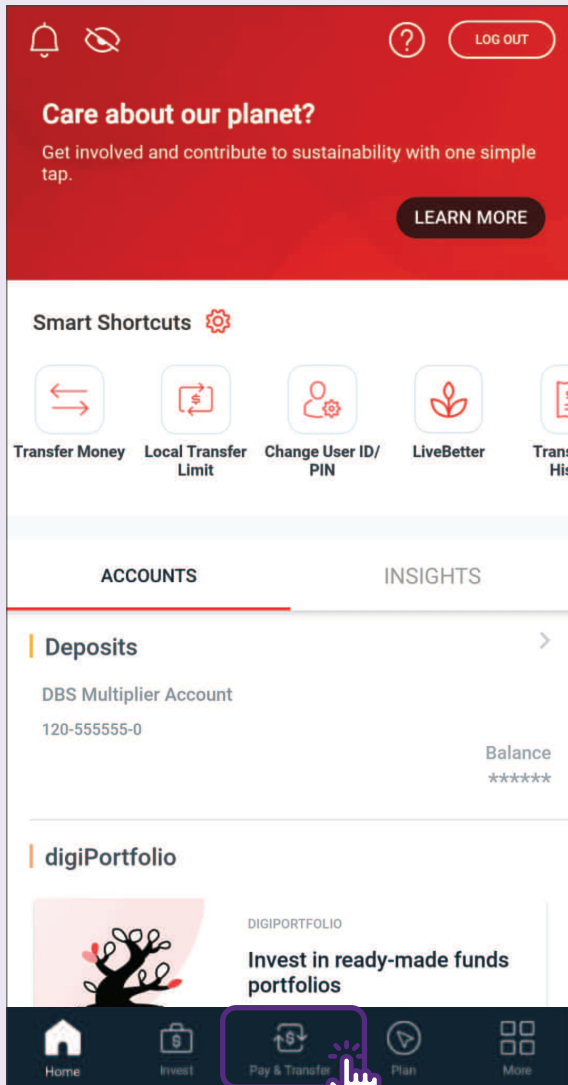 LOG OUT
Care about our planet?
Get involved and contribute to sustainability with one simple
tap.
LEARN MORE
Smart Shortcuts
Transfer Money
Local Transfer
Limit
Change User ID/
PIN
LiveBetter
ACCOUNTS
INSIGHTS
Deposits
DBS Multiplier Account
120-555555-0
Balance
******
digiPortfolio
DIGIPORTFOLIO
Invest in ready-made funds
portfolios
Home
Invest
Pay & Transfer
Plan
More